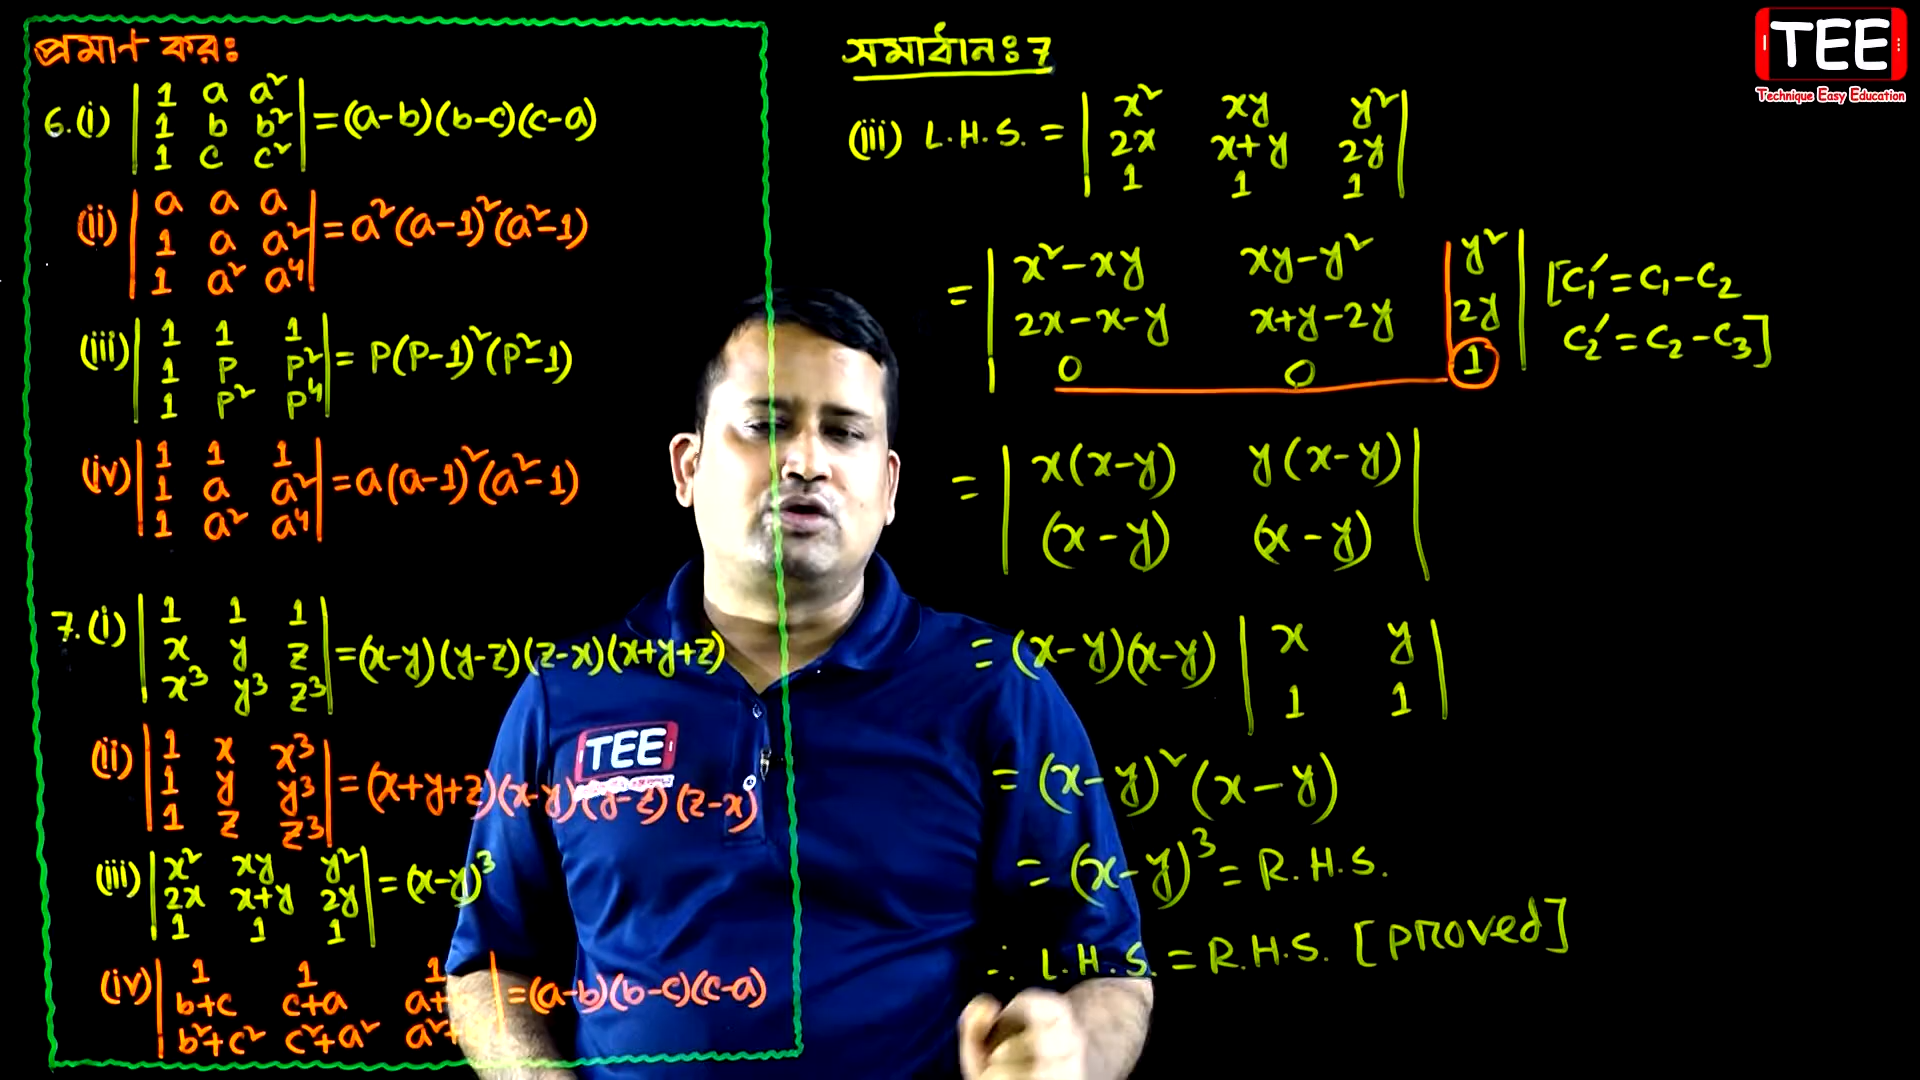 প্রমাণ করঃ
6.(i) | 1 a a² |
| 1 b b² | = (a-b)(b-c)(c-a)
| 1 c c² |
(ii) | a a a |
| 1 a a² | = a²(a-1)²(a²-1)
| 1 a² a⁴ |
(iii) | 1 1 1 |
| 1 P P² | = P(P-1)²(P²-1)
| 1 P² P⁴ |
(iv) | 1 1 1 |
| 1 a a² | = a(a-1)²(a²-1)
| 1 a² a⁴ |
7.(i) | 1 1 1 |
| x y z | = (x-y)(y-z)(z-x)(x+y+z)
| x³ y³ z³ |
(ii) | 1 x x³ |
| 1 y y³ | = (x+y+z)(x-y)(y-z)(z-x)
| 1 z z³ |
(iii) | x² xy y² |
| 2x x+y 2y | = (x-y)³
| 1 1 1 |
(iv) | 1 1 1 |
| b+c c+a a+ | = (a-b)(b-c)(c-a)
| b²+c² c²+a² a²+ |
সমাধানঃ 7
(iii) L.H.S. = | x² xy y² |
| 2x x+y 2y |
| 1 1 1 |
= | x²-xy xy-y² y² | [C₁′ = C₁-C₂
| 2x-x-y x+y-2y 2y | C₂′ = C₂-C₃]
| 0 0 1 |
= | x(x-y) y(x-y) |
| (x-y) (x-y) |
= (x-y)(x-y) | x y |
| 1 1 |
= (x-y)²(x-y)
= (x-y)³ = R.H.S.
∴ L.H.S. = R.H.S. [proved]
TEE
Technique Easy Education
TEE